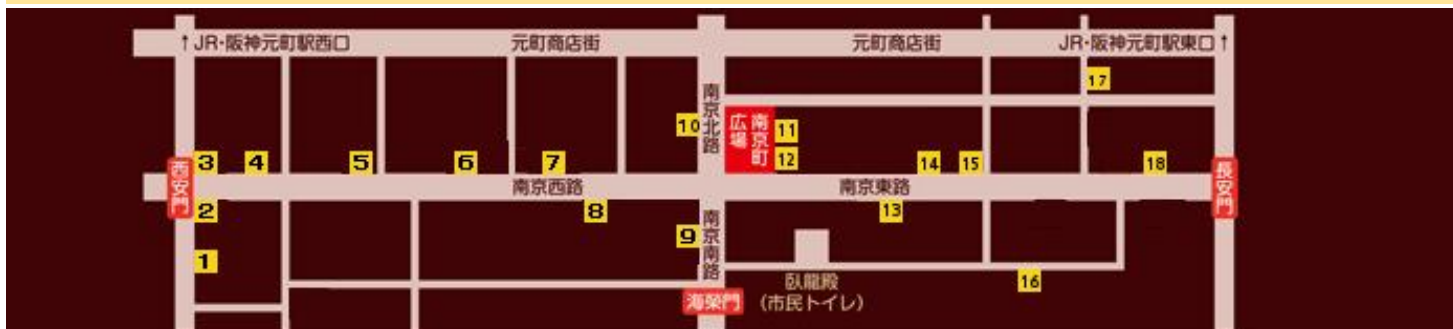 ↑JR・阪神元町駅西口
元町商店街
元町商店街
JR・阪神元町駅東口↑
17
南京北路
10
南京町
広場
11
12
3
4
5
6
7
14
15
18
西安門
南京西路
南京東路
長安門
2
8
13
1
9
南京南路
臥龍殿
(市民トイレ)
16
海榮門